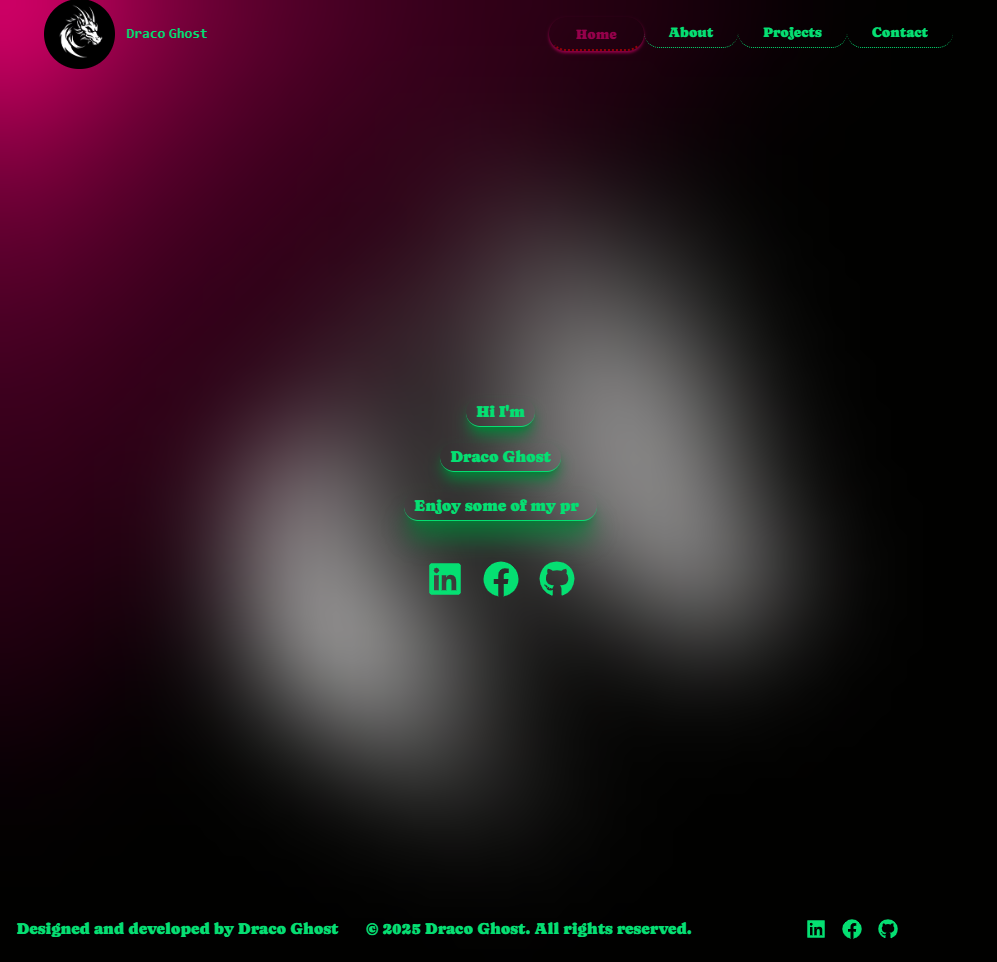 Draco Ghost
Home
About
Projects
Contact
Hi I'm
Draco Ghost
Enjoy some of my pr
Designed and developed by Draco Ghost
© 2025 Draco Ghost. All rights reserved.